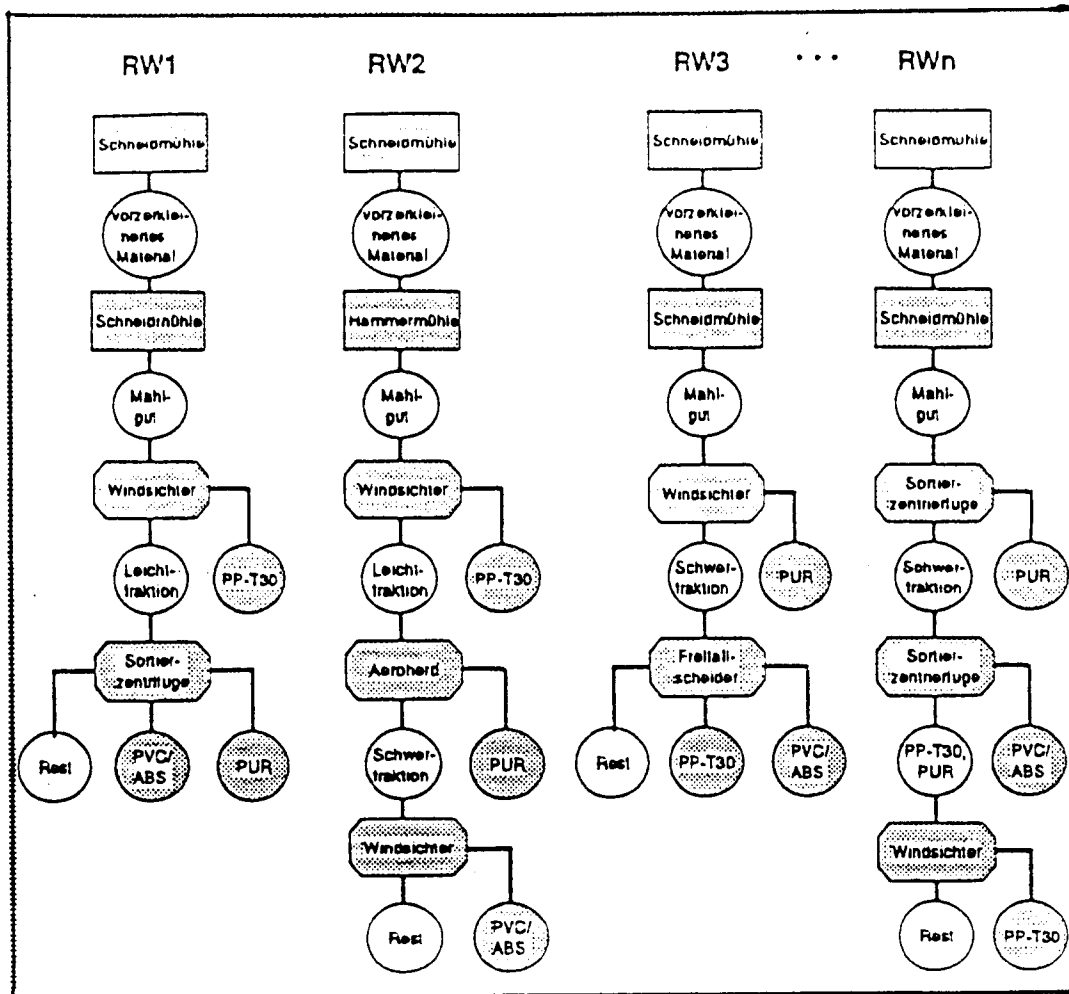 RW1
RW2
RW3
...
RWn
Schneidmühle
Vorzerklei-
nertes
Material
Schneidmühle
Mahl-
gut
Windsichter
Leicht-
fraktion
PP-T30
Sortier-
zentrifuge
Rest
PVC/
ABS
PUR
Schneidmühle
Vorzerklei-
nertes
Material
Hammermühle
Mahl-
gut
Windsichter
Leicht-
fraktion
PP-T30
Aeroherd
Schwer-
fraktion
PUR
Windsichter
Rest
PVC/
ABS
Schneidmühle
Vorzerklei-
nertes
Material
Schneidmühle
Mahl-
gut
Windsichter
Schwer-
fraktion
PUR
Freifall-
scheider
Rest
PP-T30
PVC/
ABS
Schneidmühle
Vorzerklei-
nertes
Material
Schneidmühle
Mahl-
gut
Sortier-
zentrierfuge
Schwer-
fraktion
PUR
Sortier-
zentrierfuge
PP-T30,
PUR
PVC/
ABS
Windsichter
Rest
PP-T30